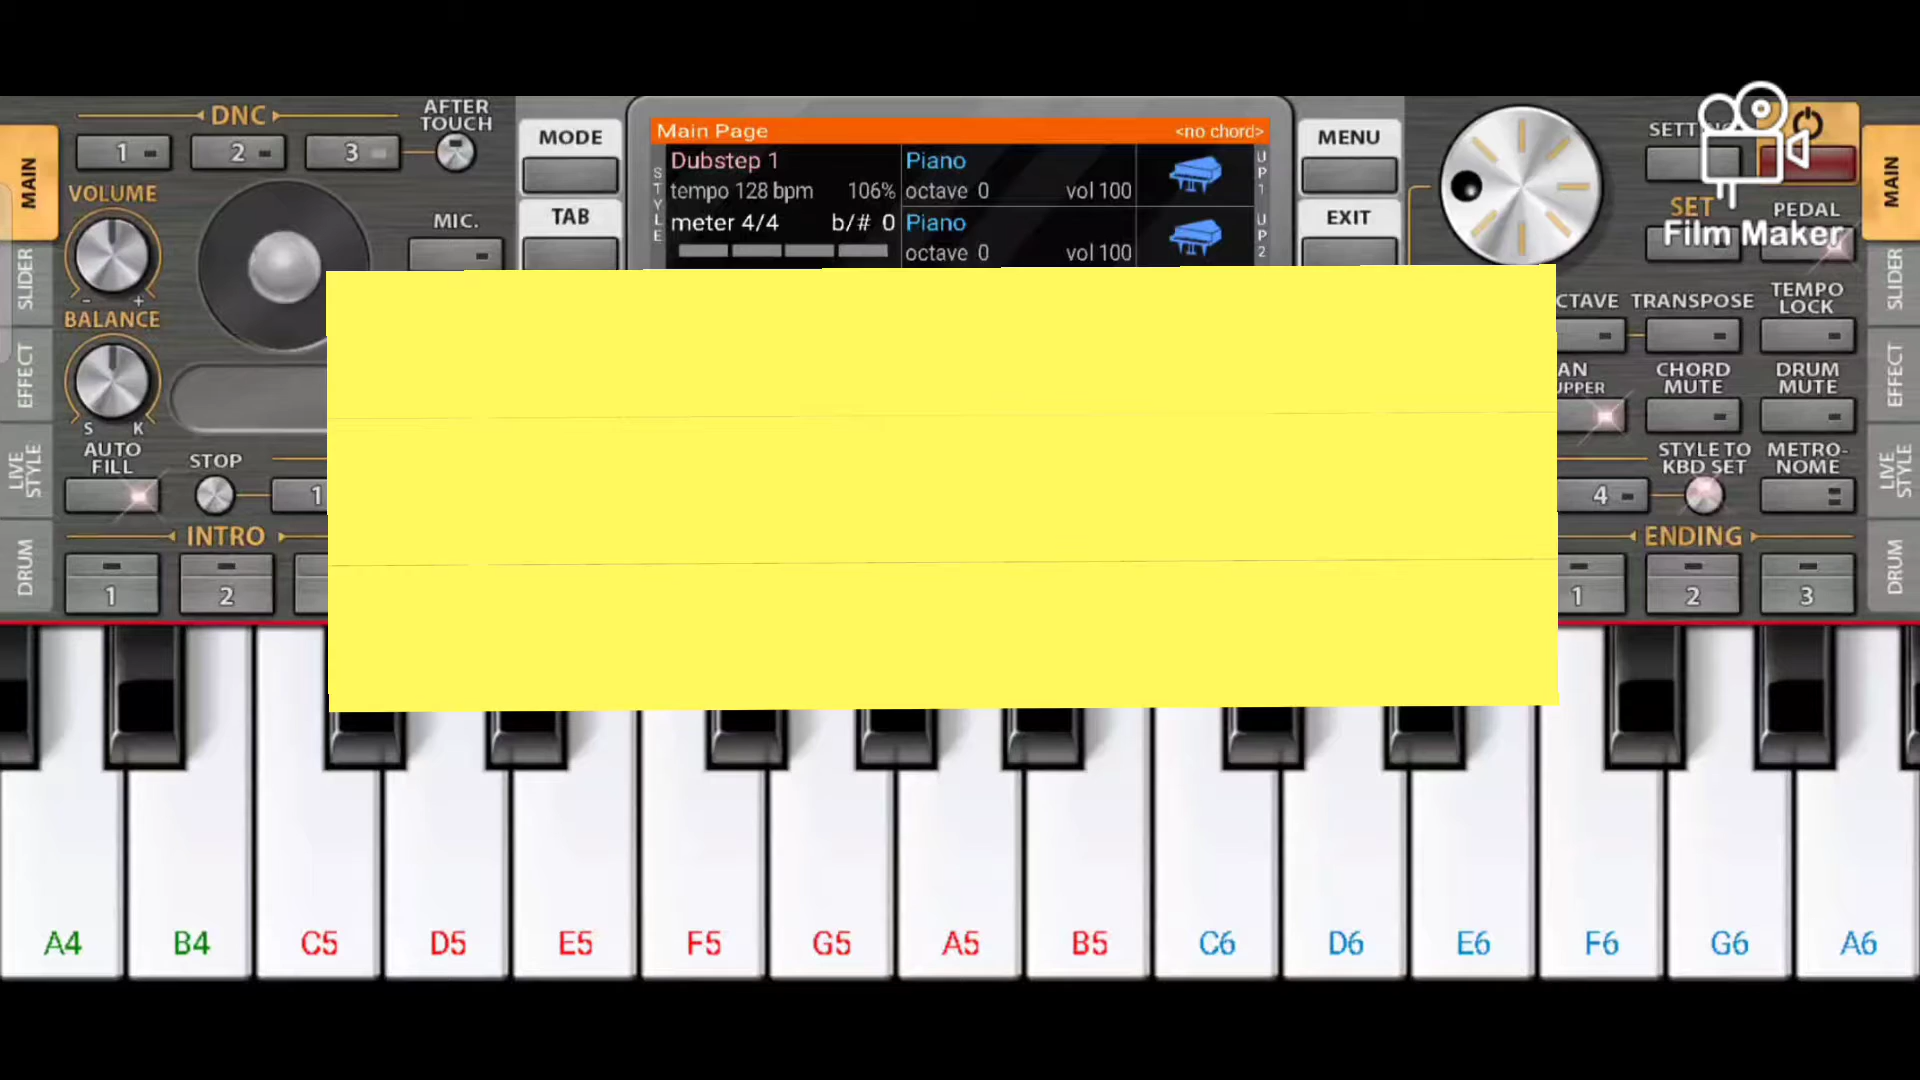 DNC
AFTER TOUCH
1 2 3
VOLUME
- +
BALANCE
S K
MIC.
AUTO FILL
STOP
1
INTRO
1 2
MAIN
SLIDER
EFFECT
LIVE STYLE
DRUM
MODE
TAB
Main Page <no chord>
STYLE
Dubstep 1
tempo 128 bpm 106%
meter 4/4 b/# 0
Piano
octave 0 vol 100
UP1
Piano
octave 0 vol 100
UP2
MENU
EXIT
SET
PEDAL
Film Maker
TRANSPOSE
TEMPO LOCK
CHORD MUTE
DRUM MUTE
4
STYLE TO KBD SET
METRO-NOME
ENDING
1 2 3
MAIN
SLIDER
EFFECT
LIVE STYLE
DRUM
A4 B4 C5 D5 E5 F5 G5 A5 B5 C6 D6 E6 F6 G6 A6